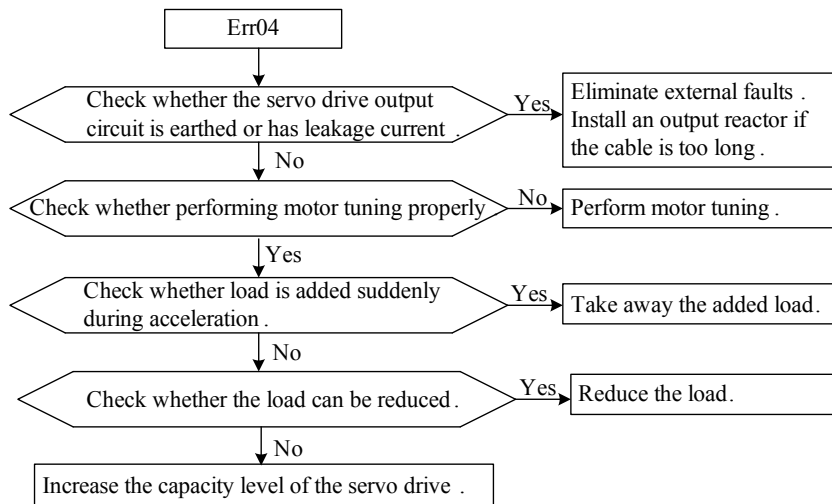 Err04
Check whether the servo drive output
circuit is earthed or has leakage current .
Yes
Eliminate external faults .
Install an output reactor if
the cable is too long .
No
Check whether performing motor tuning properly
No
Perform motor tuning .
Yes
Check whether load is added suddenly
during acceleration .
Yes
Take away the added load.
No
Check whether the load can be reduced .
Yes
Reduce the load.
No
Increase the capacity level of the servo drive .